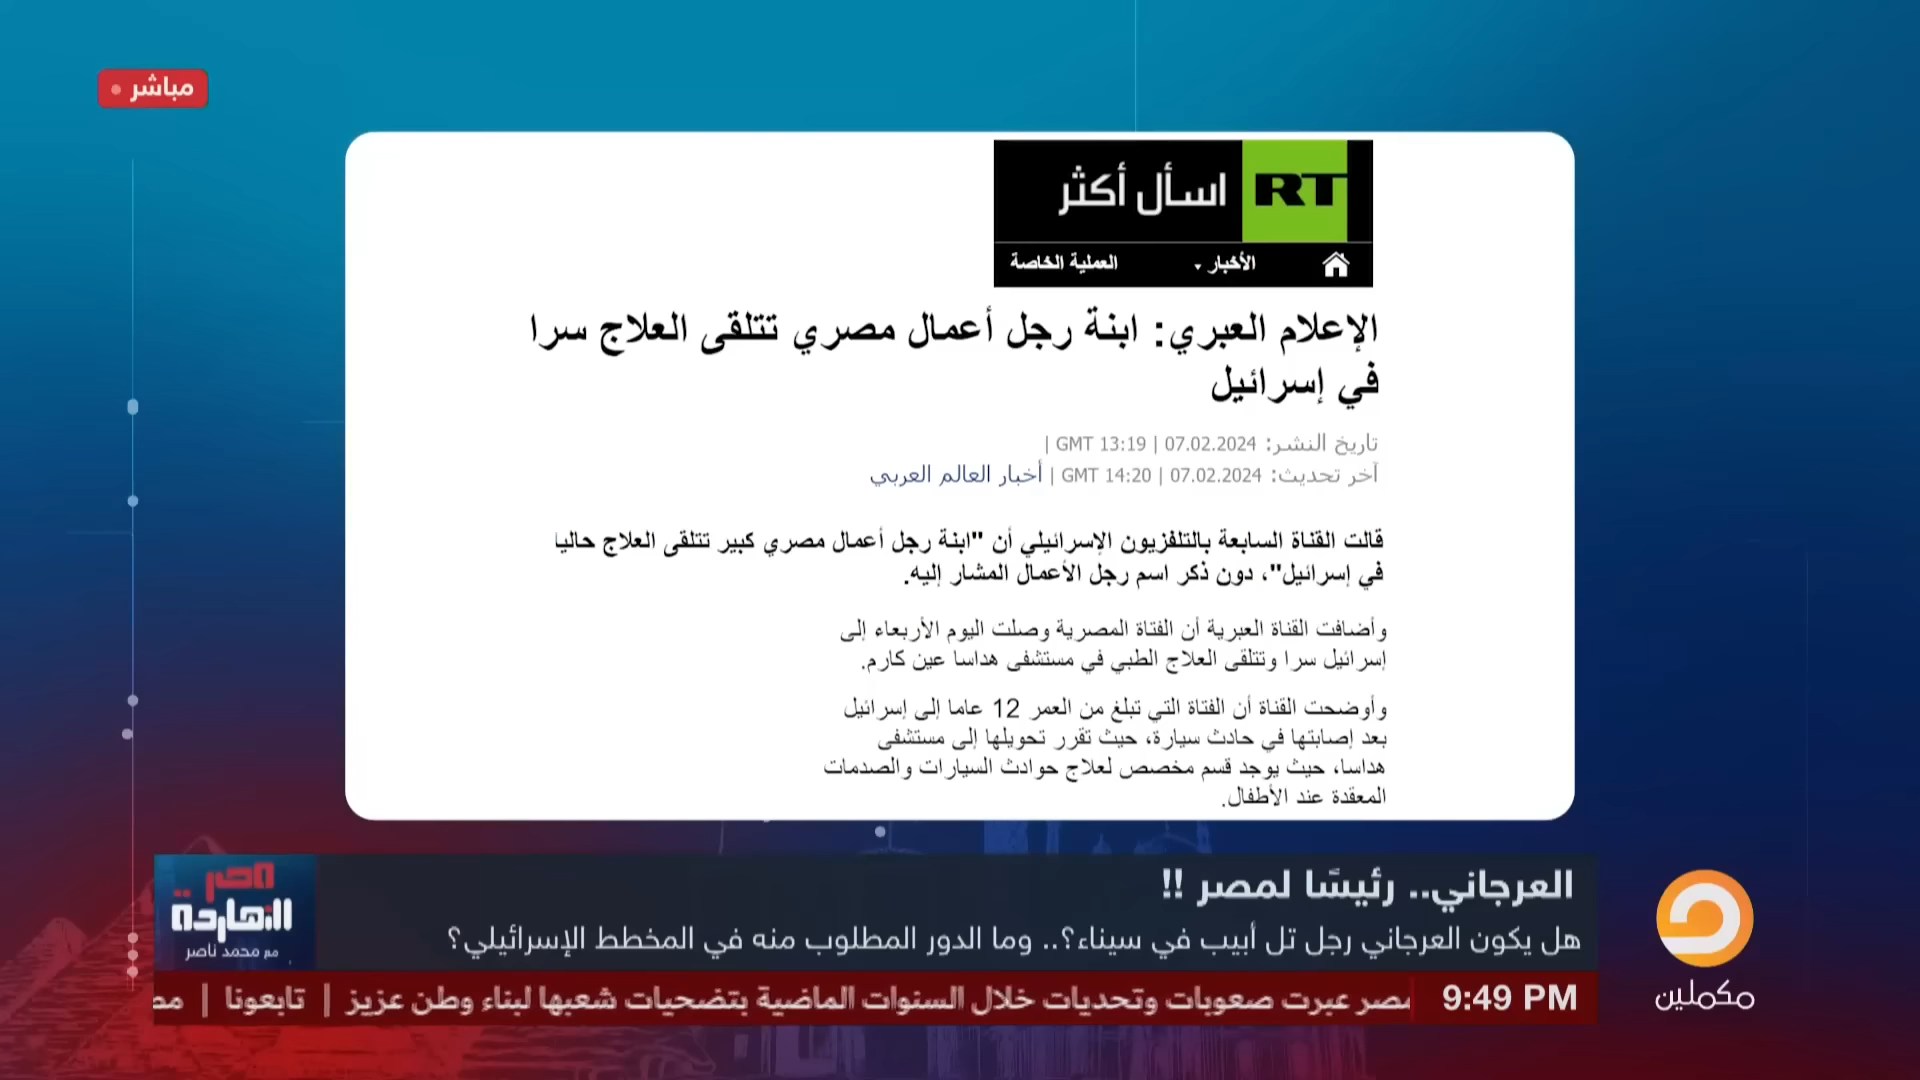 مباشر
RT اسأل أكثر
الأخبار العملية الخاصة
الإعلام العبري: ابنة رجل أعمال مصري تتلقى العلاج سرا
في إسرائيل
تاريخ النشر: 07.02.2024 | 13:19 GMT |
آخر تحديث: 07.02.2024 | 14:20 GMT | أخبار العالم العربي
قالت القناة السابعة بالتلفزيون الإسرائيلي أن "ابنة رجل أعمال مصري كبير تتلقى العلاج حاليا
في إسرائيل"، دون ذكر اسم رجل الأعمال المشار إليه.
وأضافت القناة العبرية أن الفتاة المصرية وصلت اليوم الأربعاء إلى
إسرائيل سرا وتتلقى العلاج الطبي في مستشفى هداسا عين كارم.
وأوضحت القناة أن الفتاة التي تبلغ من العمر 12 عاما إلى إسرائيل
بعد إصابتها في حادث سيارة، حيث تقرر تحويلها إلى مستشفى
هداسا، حيث يوجد قسم مخصص لعلاج حوادث السيارات والصدمات
المعقدة عند الأطفال.
العرجاني.. رئيسًا لمصر !!
هل يكون العرجاني رجل تل أبيب في سيناء؟.. وما الدور المطلوب منه في المخطط الإسرائيلي؟
مصر
النهاردة
مع محمد ناصر
9:49 PM
مصر عبرت صعوبات وتحديات خلال السنوات الماضية بتضحيات شعبها لبناء وطن عزيز | تابعونا |
مكملين